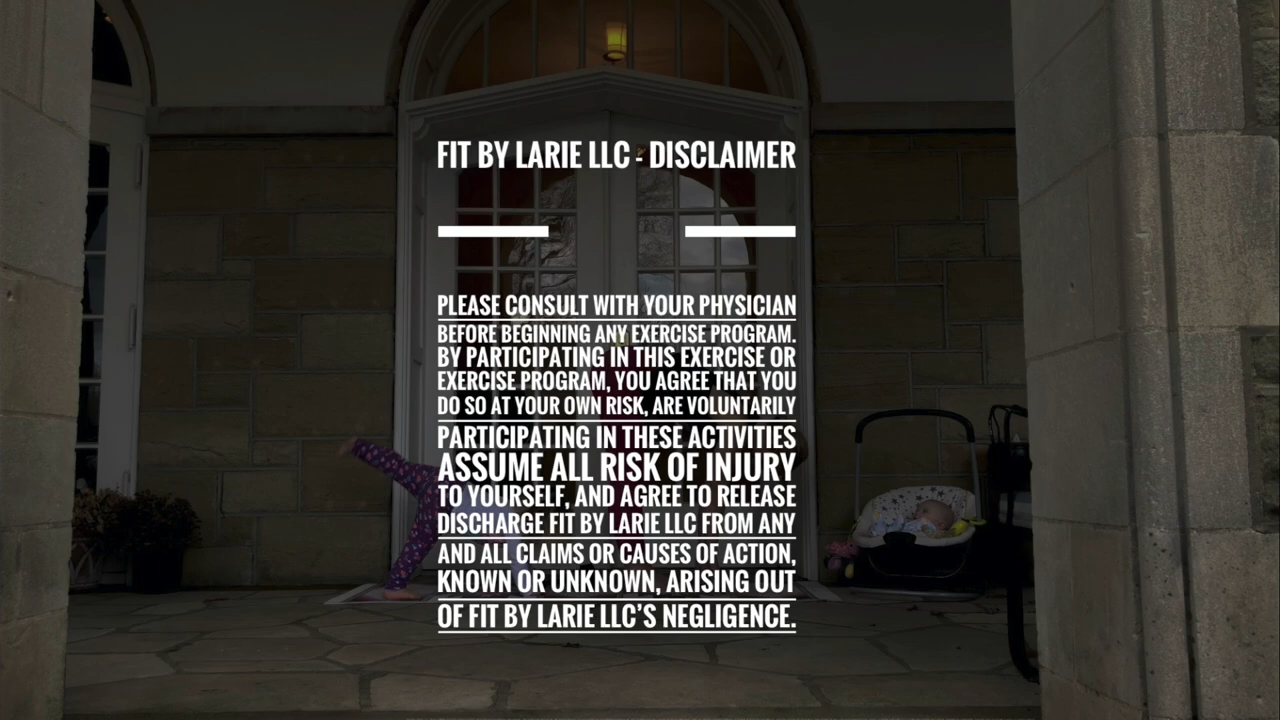 FIT BY LARIE LLC - DISCLAIMER
PLEASE CONSULT WITH YOUR PHYSICIAN
BEFORE BEGINNING ANY EXERCISE PROGRAM.
BY PARTICIPATING IN THIS EXERCISE OR
EXERCISE PROGRAM, YOU AGREE THAT YOU
DO SO AT YOUR OWN RISK, ARE VOLUNTARILY
PARTICIPATING IN THESE ACTIVITIES
ASSUME ALL RISK OF INJURY
TO YOURSELF, AND AGREE TO RELEASE
DISCHARGE FIT BY LARIE LLC FROM ANY
AND ALL CLAIMS OR CAUSES OF ACTION,
KNOWN OR UNKNOWN, ARISING OUT
OF FIT BY LARIE LLC'S NEGLIGENCE.